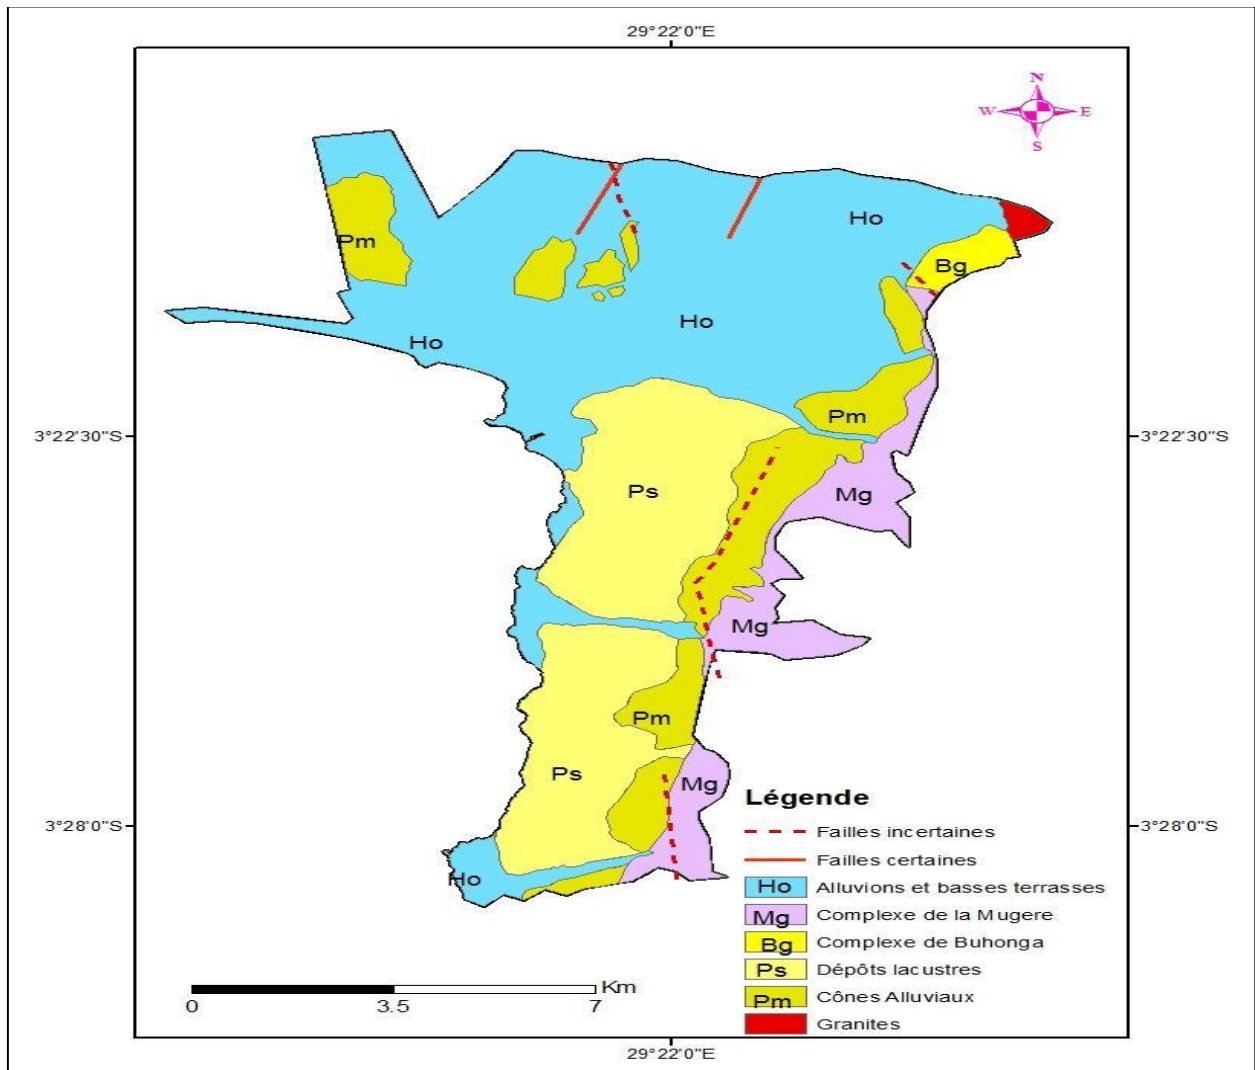 29°22'0"E
N
W E
S
Ho
Pm
Bg
Ho
Ho
Pm
3°22'30"S
3°22'30"S
Ps
Mg
Mg
Pm
Ps
Mg
Légende
3°28'0"S
3°28'0"S
Failles incertaines
Failles certaines
Ho
Ho Alluvions et basses terrasses
Mg Complexe de la Mugere
Bg Complexe de Buhonga
Ps Dépôts lacustres
Pm Cônes Alluviaux
Granites
Km
0 3.5 7
29°22'0"E